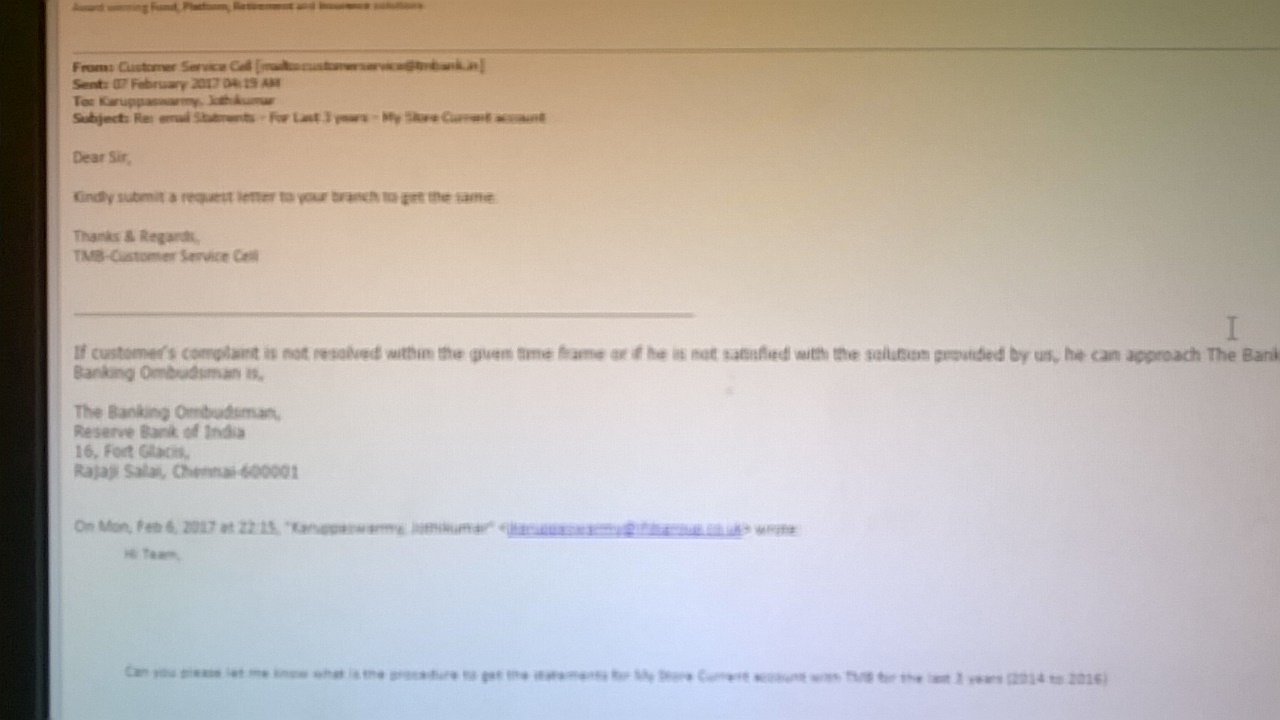 Award winning Fund, Platform, Retirement and Insurance solutions
From: Customer Service Cell [mailto:customerservice@tmbank.in]
Sent: 07 February 2017 04:19 AM
To: Karuppaswarmy, Jothikumar
Subject: Re: email Statments - For Last 3 years - My Store Current account
Dear Sir,
Kindly submit a request letter to your branch to get the same.
Thanks & Regards,
TMB-Customer Service Cell
If customer's complaint is not resolved within the given time frame or if he is not satisfied with the solution provided by us, he can approach The Bank
Banking Ombudsman is,
The Banking Ombudsman,
Reserve Bank of India
16, Fort Glacis,
Rajaji Salai, Chennai-600001
On Mon, Feb 6, 2017 at 22:15, "Karuppaswarmy, Jothikumar" wrote:
Hi Team,
Can you please let me know what is the procedure to get the statements for My Store Current account with TMB for the last 3 years (2014 to 2016)